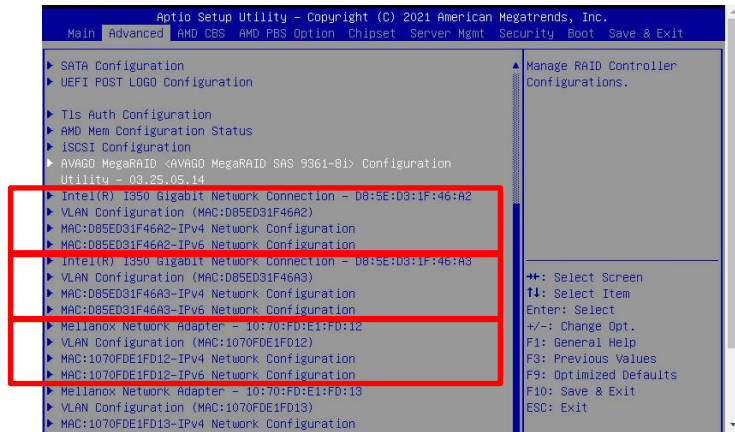 Aptio Setup Utility – Copyright (C) 2021 American Megatrends, Inc.
Main Advanced AMD CBS AMD PBS Option Chipset Server Mgmt Security Boot Save & Exit
SATA Configuration
UEFI POST LOGO Configuration
Tls Auth Configuration
AMD Mem Configuration Status
iSCSI Configuration
AVAGO MegaRAID <AVAGO MegaRAID SAS 9361-8i> Configuration
Utility – 03.25.05.14
Intel(R) I350 Gigabit Network Connection – D8:5E:D3:1F:46:A2
VLAN Configuration (MAC:D85ED31F46A2)
MAC:D85ED31F46A2-IPv4 Network Configuration
MAC:D85ED31F46A2-IPv6 Network Configuration
Intel(R) I350 Gigabit Network Connection – D8:5E:D3:1F:46:A3
VLAN Configuration (MAC:D85ED31F46A3)
MAC:D85ED31F46A3-IPv4 Network Configuration
MAC:D85ED31F46A3-IPv6 Network Configuration
Mellanox Network Adapter – 10:70:FD:E1:FD:12
VLAN Configuration (MAC:1070FDE1FD12)
MAC:1070FDE1FD12-IPv4 Network Configuration
MAC:1070FDE1FD12-IPv6 Network Configuration
Mellanox Network Adapter – 10:70:FD:E1:FD:13
VLAN Configuration (MAC:1070FDE1FD13)
MAC:1070FDE1FD13-IPv4 Network Configuration
Manage RAID Controller
Configurations.
→←: Select Screen
↑↓: Select Item
Enter: Select
+/-: Change Opt.
F1: General Help
F3: Previous Values
F9: Optimized Defaults
F10: Save & Exit
ESC: Exit